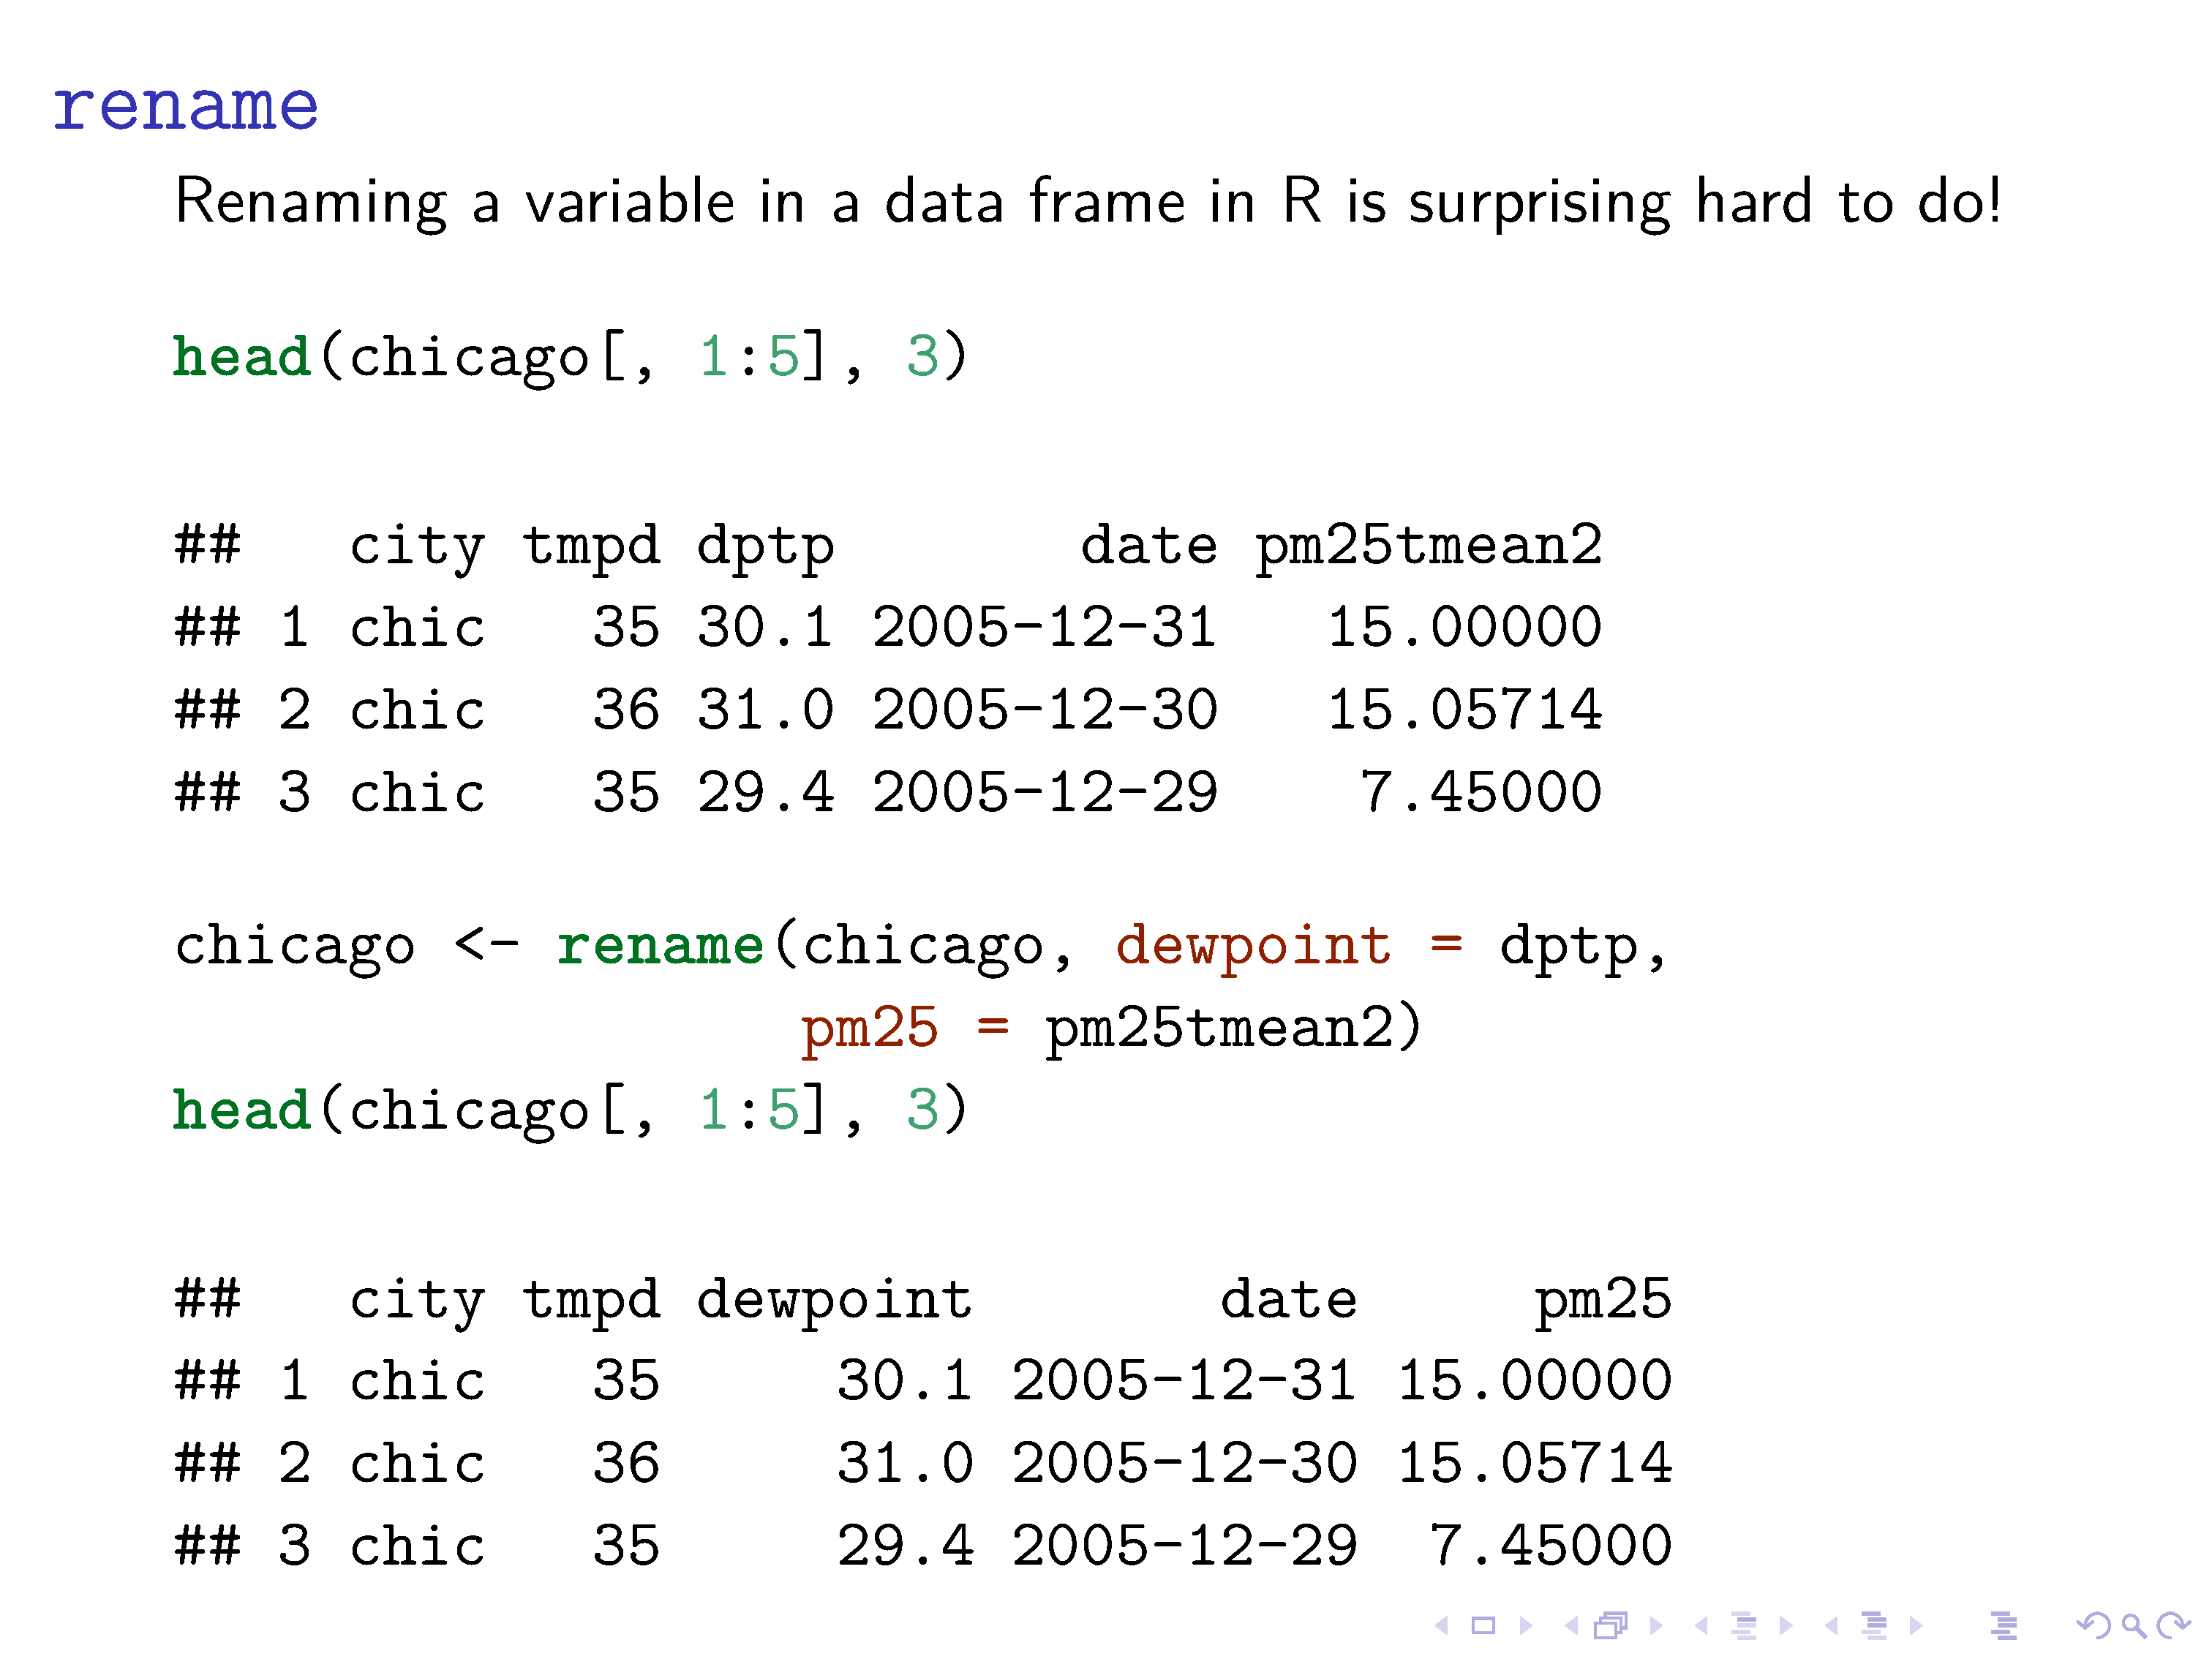 rename
Renaming a variable in a data frame in R is surprising hard to do!
head(chicago[, 1:5], 3)
##   city tmpd dptp       date pm25tmean2
## 1 chic   35 30.1 2005-12-31   15.00000
## 2 chic   36 31.0 2005-12-30   15.05714
## 3 chic   35 29.4 2005-12-29    7.45000
chicago <- rename(chicago, dewpoint = dptp,
                  pm25 = pm25tmean2)
head(chicago[, 1:5], 3)
##   city tmpd dewpoint       date     pm25
## 1 chic   35     30.1 2005-12-31 15.00000
## 2 chic   36     31.0 2005-12-30 15.05714
## 3 chic   35     29.4 2005-12-29  7.45000